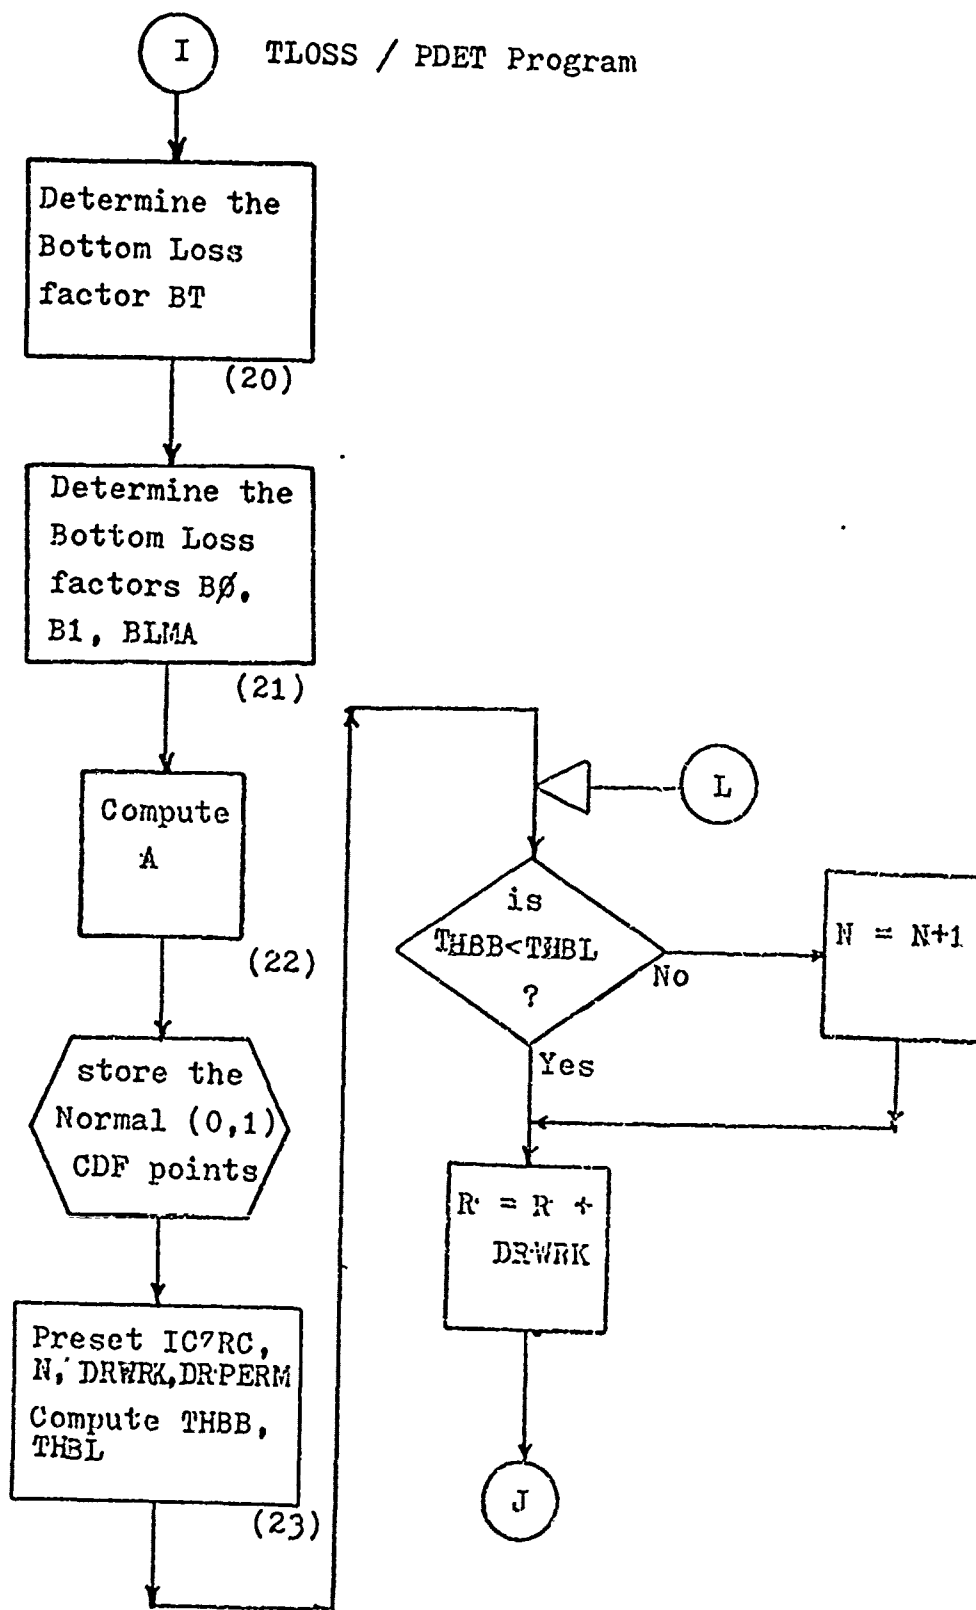 I
TLOSS / PDET Program
Determine the
Bottom Loss
factor BT
(20)
Determine the
Bottom Loss
factors BØ,
B1, BLMA
(21)
Compute
A
(22)
store the
Normal (0,1)
CDF points
Preset IC7RC,
N, DRWRK, DRPERM
Compute THBB,
THBL
(23)
L
is
THBB<THBL
?
No
Yes
N = N+1
R = R +
DRWRK
J